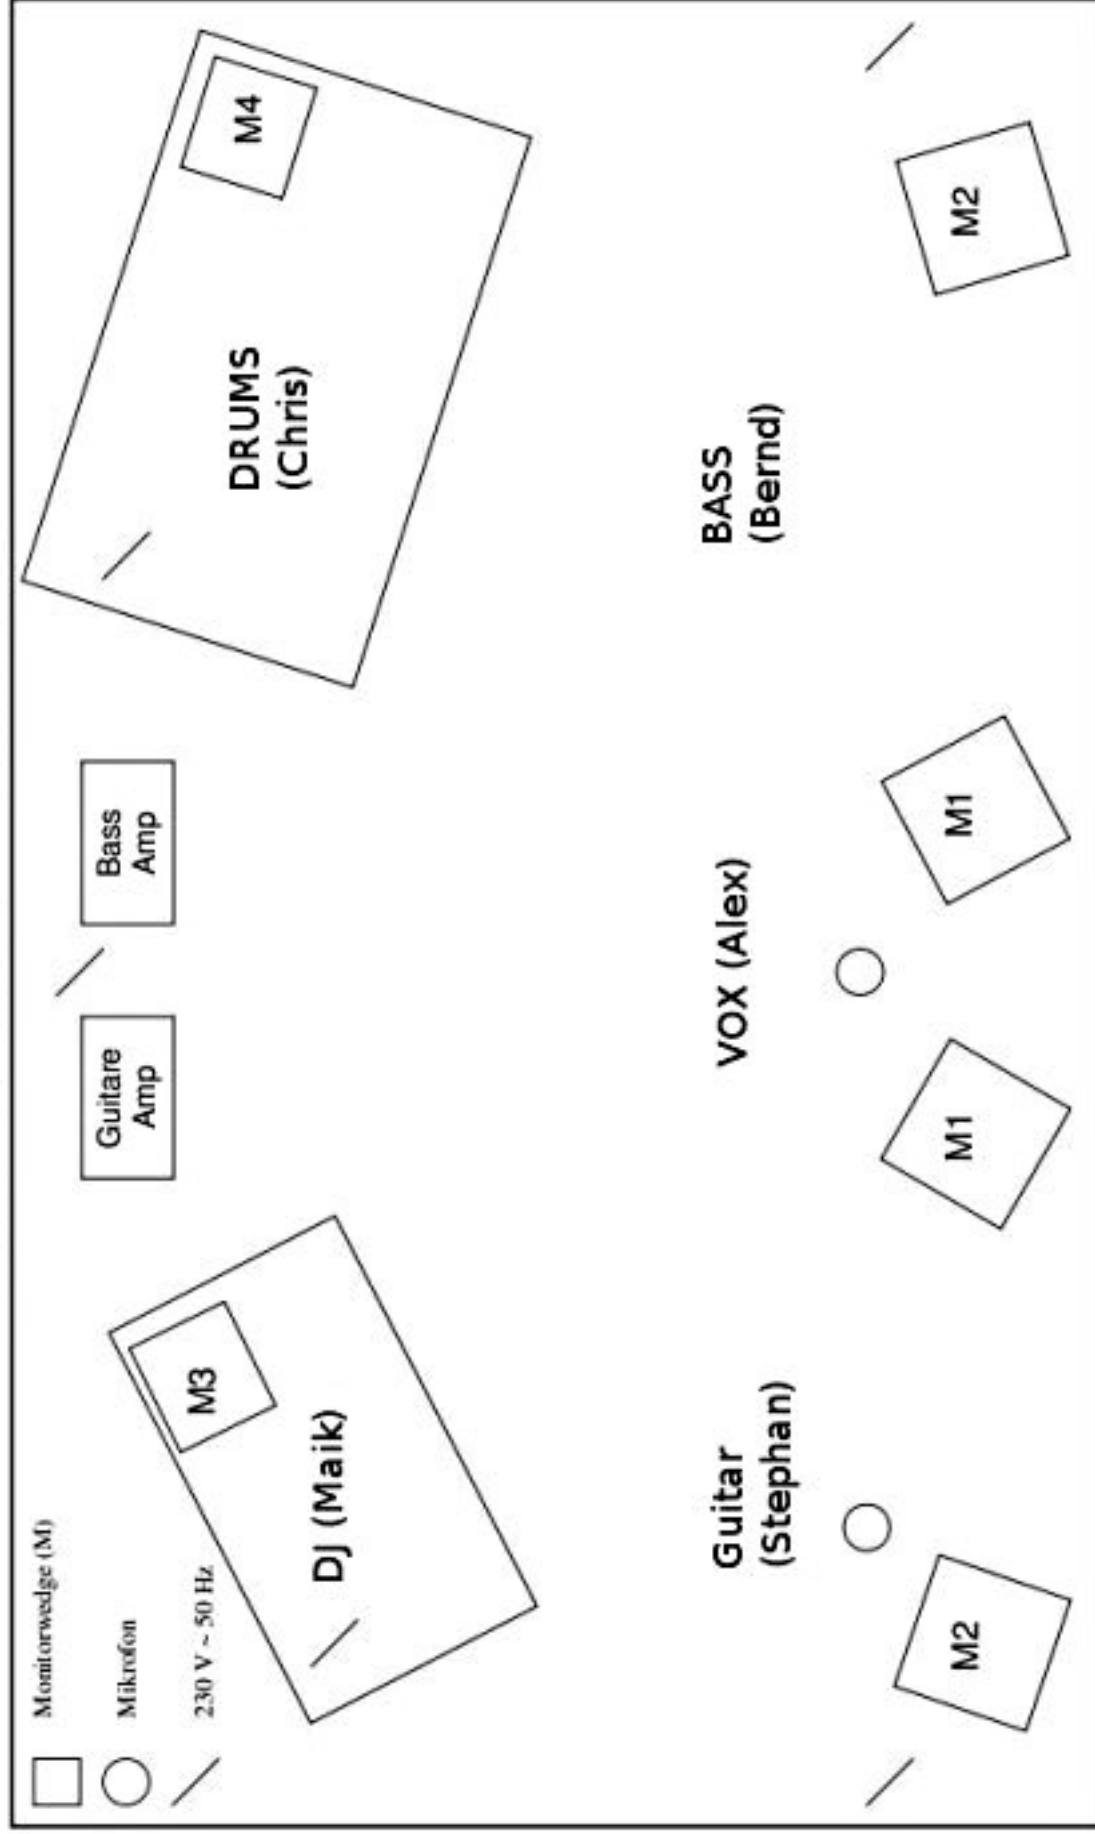 Monitorwedge (M)
Mikrofon
230 V ~ 50 Hz
M3
DJ (Maik)
Guitare
Amp
Bass
Amp
DRUMS
(Chris)
M4
Guitar
(Stephan)
VOX (Alex)
BASS
(Bernd)
M2
M1
M1
M2